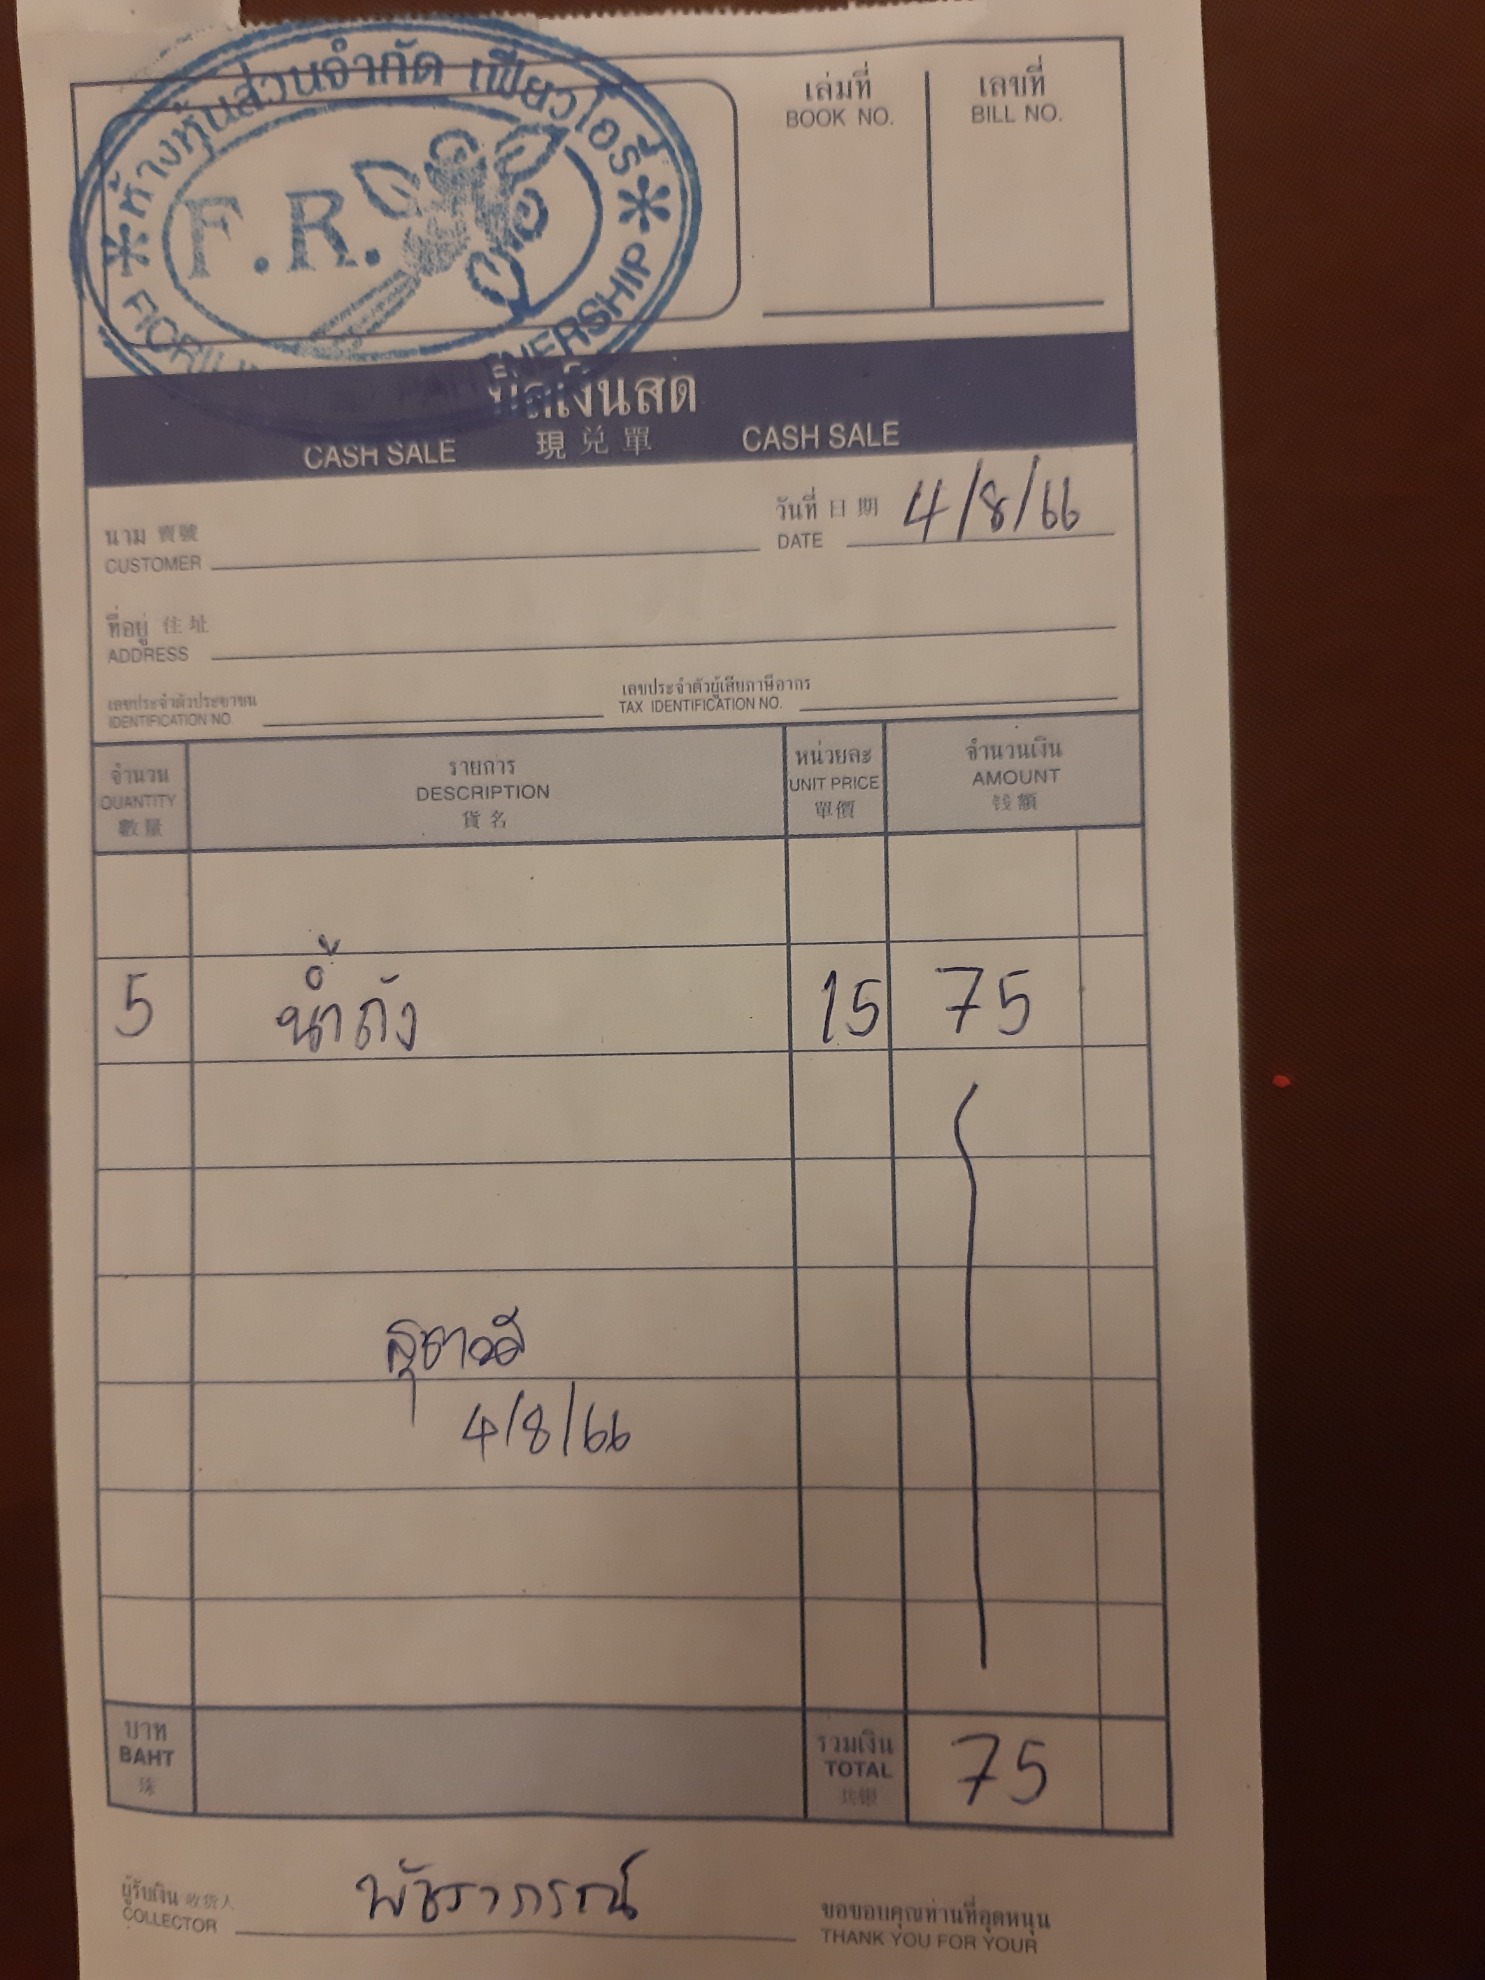 ห้างหุ้นส่วนจำกัด เฟียวโอรี่
F.R.
PARTNERSHIP
เล่มที่
BOOK NO.
เลขที่
BILL NO.
บิลเงินสด
CASH SALE 現兌單 CASH SALE
นาม 寶號
CUSTOMER
วันที่ 日期 4/8/66
DATE
ที่อยู่ 住址
ADDRESS
เลขประจำตัวประชาชน
IDENTIFICATION NO.
เลขประจำตัวผู้เสียภาษีอากร
TAX IDENTIFICATION NO.
จำนวน
QUANTITY
數量
รายการ
DESCRIPTION
貨名
หน่วยละ
UNIT PRICE
單價
จำนวนเงิน
AMOUNT
銭額
5 น้ำถัง 15 75
สุดาวดี
4/8/66
บาท
BAHT
รวมเงิน
TOTAL
75
ผู้รับเงิน 收货人
COLLECTOR
พัชราภรณ์
ขอขอบคุณท่านที่อุดหนุน
THANK YOU FOR YOUR